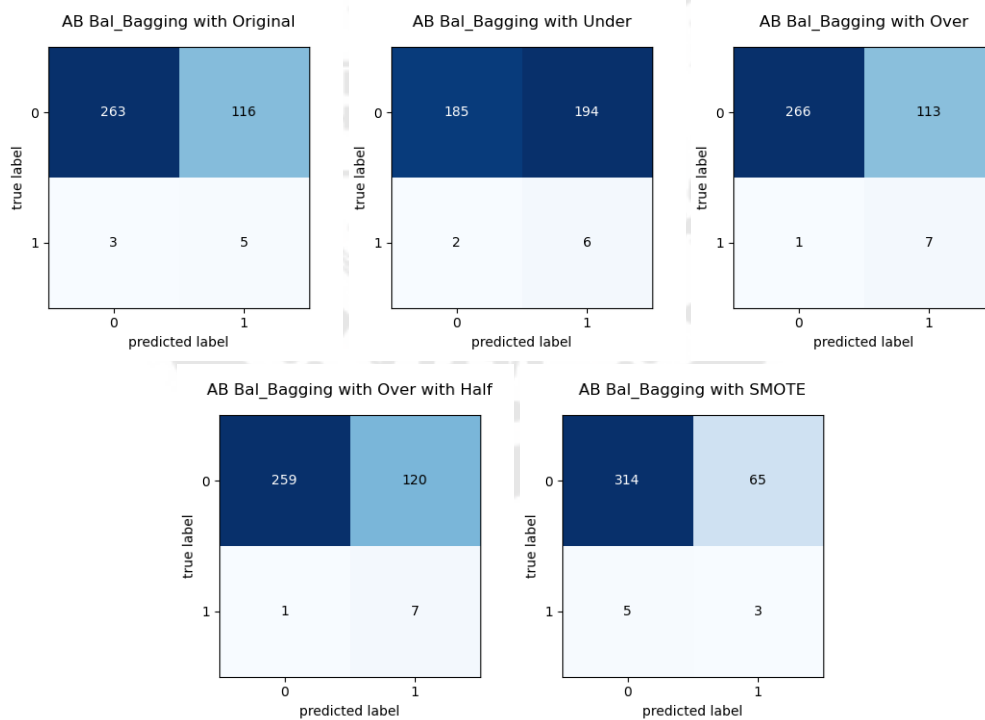 AB Bal_Bagging with Original
0
263
116
true label
1
3
5
0
1
predicted label
AB Bal_Bagging with Under
0
185
194
true label
1
2
6
0
1
predicted label
AB Bal_Bagging with Over
0
266
113
true label
1
1
7
0
1
predicted label
AB Bal_Bagging with Over with Half
0
259
120
true label
1
1
7
0
1
predicted label
AB Bal_Bagging with SMOTE
0
314
65
true label
1
5
3
0
1
predicted label